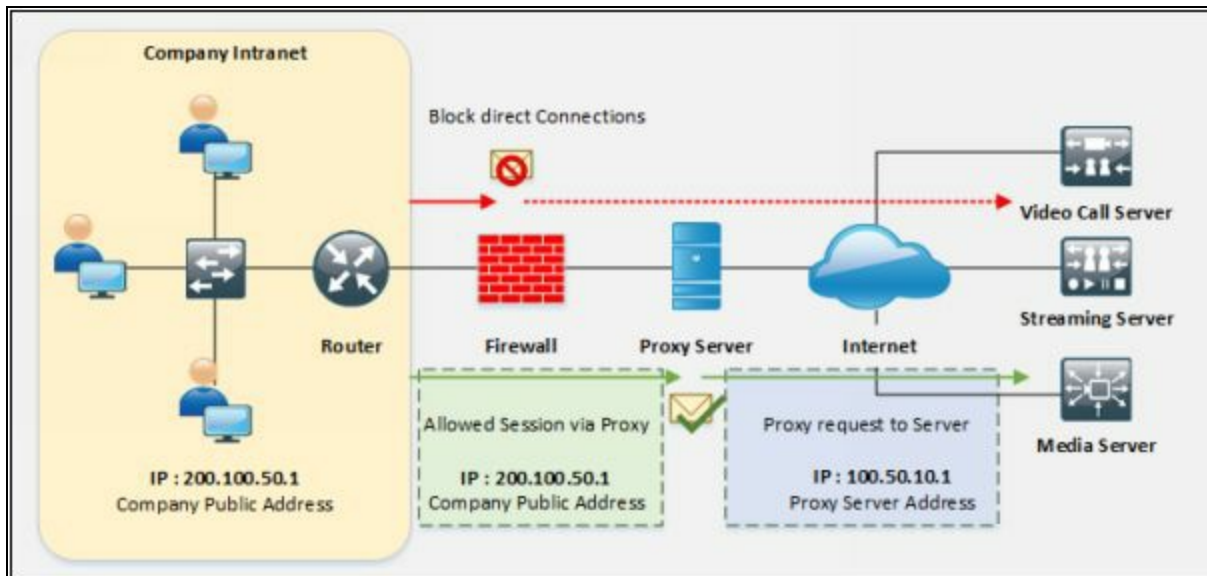 Company Intranet
Block direct Connections
Video Call Server
Streaming Server
Router
Firewall
Proxy Server
Internet
Allowed Session via Proxy
Proxy request to Server
Media Server
IP : 200.100.50.1
Company Public Address
IP : 200.100.50.1
Company Public Address
IP : 100.50.10.1
Proxy Server Address